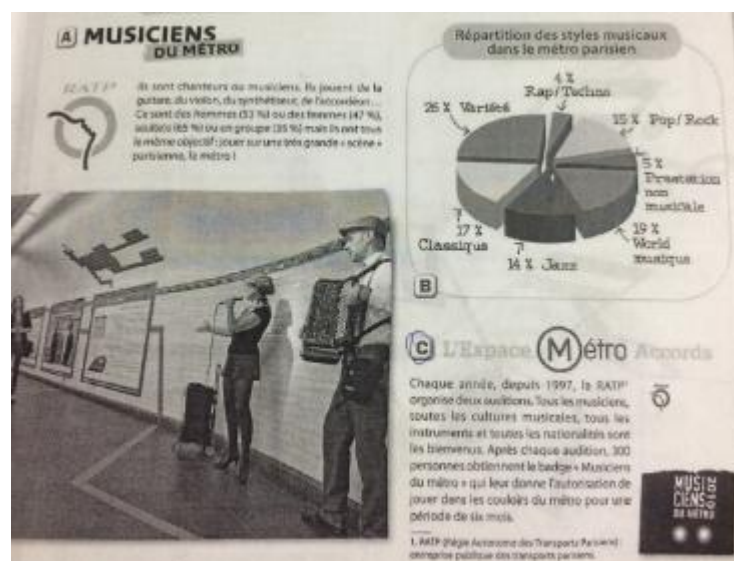 A MUSICIENS
DU MÉTRO
RATP
Ils sont chanteurs ou musiciens. Ils jouent de la
guitare, du violon, du synthétiseur, de l'accordéon...
Ce sont des hommes (53 %) ou des femmes (47 %),
solistes (65 %) ou en groupe (35 %) mais ils ont tous
le même objectif : jouer sur une très grande « scène »
parisienne, le métro !
Répartition des styles musicaux
dans le métro parisien
4 %
Rap/Techno
26 % Variété
15 % Pop/Rock
5 %
Prestation
non
musicale
19 %
World
musique
17 %
Classique
14 % Jazz
B
C L'Espace Métro Accords
Chaque année, depuis 1997, la RATP¹
organise deux auditions. Tous les musiciens,
toutes les cultures musicales, tous les
instruments et toutes les nationalités sont
les bienvenus. Après chaque audition, 300
personnes obtiennent le badge « Musiciens
du métro » qui leur donne l'autorisation de
jouer dans les couloirs du métro pour une
période de six mois.
1. RATP (Régie Autonome des Transports Parisiens) :
entreprise publique des transports parisiens.
MUSI
CIENS
DU MÉTRO
2010